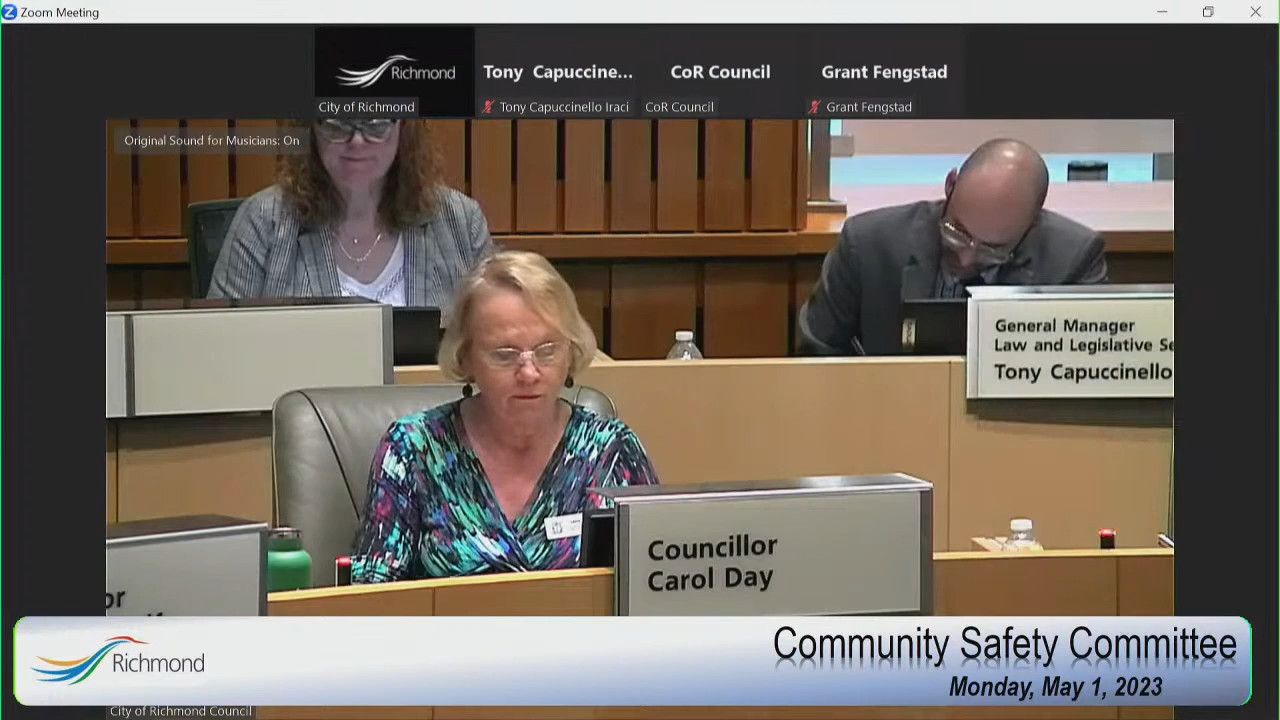 Zoom Meeting
Richmond
Tony Capuccine...
CoR Council
Grant Fengstad
City of Richmond
Tony Capuccinello Iraci
CoR Council
Grant Fengstad
Original Sound for Musicians: On
General Manager
Law and Legislative Se
Tony Capuccinello
Councillor
Carol Day
or
Richmond
Community Safety Committee
Monday, May 1, 2023
City of Richmond Council